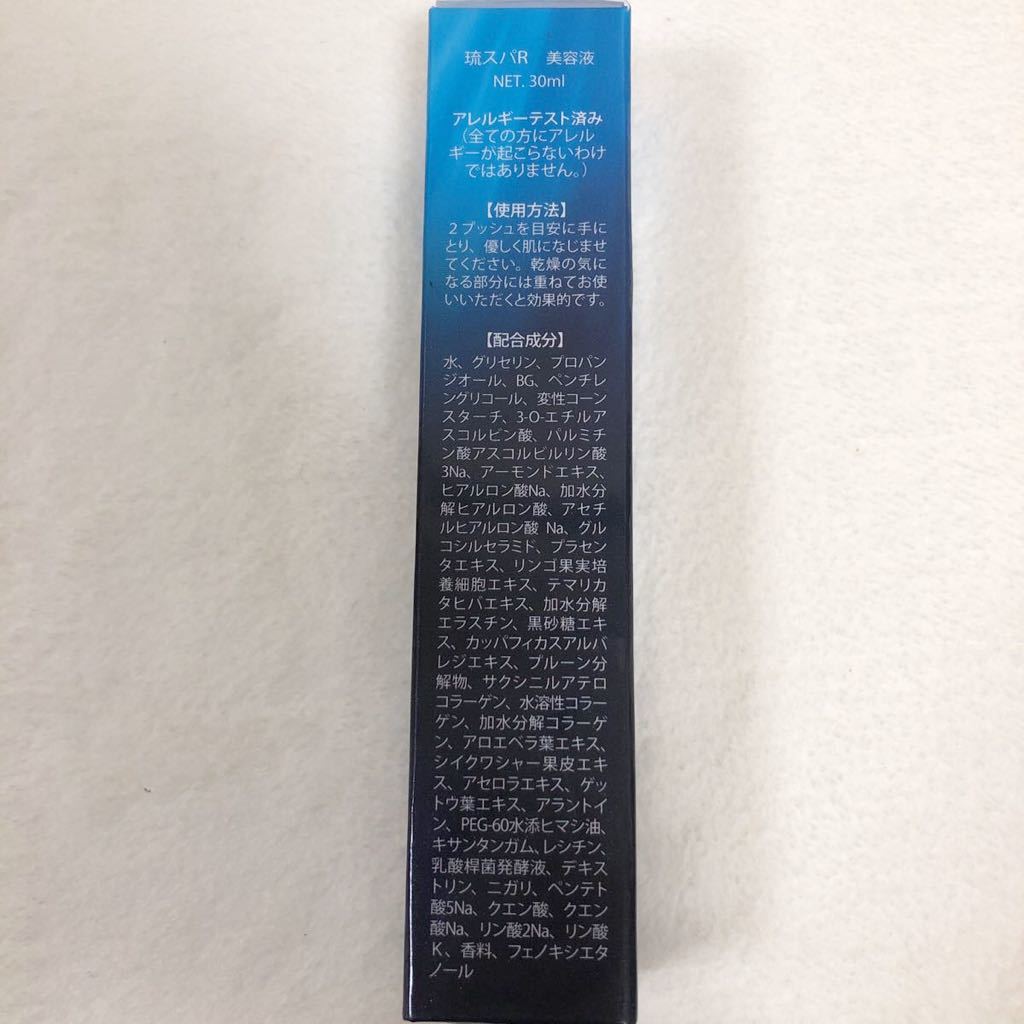 琉スパR　美容液
NET. 30ml
アレルギーテスト済み
（全ての方にアレル
ギーが起こらないわけ
ではありません。）
【使用方法】
2プッシュを目安に手に
とり、優しく肌になじませ
てください。乾燥の気に
なる部分には重ねてお使
いいただくと効果的です。
【配合成分】
水、グリセリン、プロパン
ジオール、BG、ペンチレ
ングリコール、変性コーン
スターチ、3-O-エチルア
スコルビン酸、パルミチ
ン酸アスコルビルリン酸
3Na、アーモンドエキス、
ヒアルロン酸Na、加水分
解ヒアルロン酸、アセチ
ルヒアルロン酸 Na、グル
コシルセラミド、プラセン
タエキス、リンゴ果実培
養細胞エキス、テマリカ
タヒバエキス、加水分解
エラスチン、黒砂糖エキ
ス、カッパフィカスアルバ
レジエキス、プルーン分
解物、サクシニルアテロ
コラーゲン、水溶性コラー
ゲン、加水分解コラーゲ
ン、アロエベラ葉エキス、
シイクワシャー果皮エキ
ス、アセロラエキス、ゲッ
トウ葉エキス、アラントイ
ン、PEG-60水添ヒマシ油、
キサンタンガム、レシチン、
乳酸桿菌発酵液、デキス
トリン、ニガリ、ペンテト
酸5Na、クエン酸、クエン
酸Na、リン酸2Na、リン酸
K、香料、フェノキシエタ
ノール